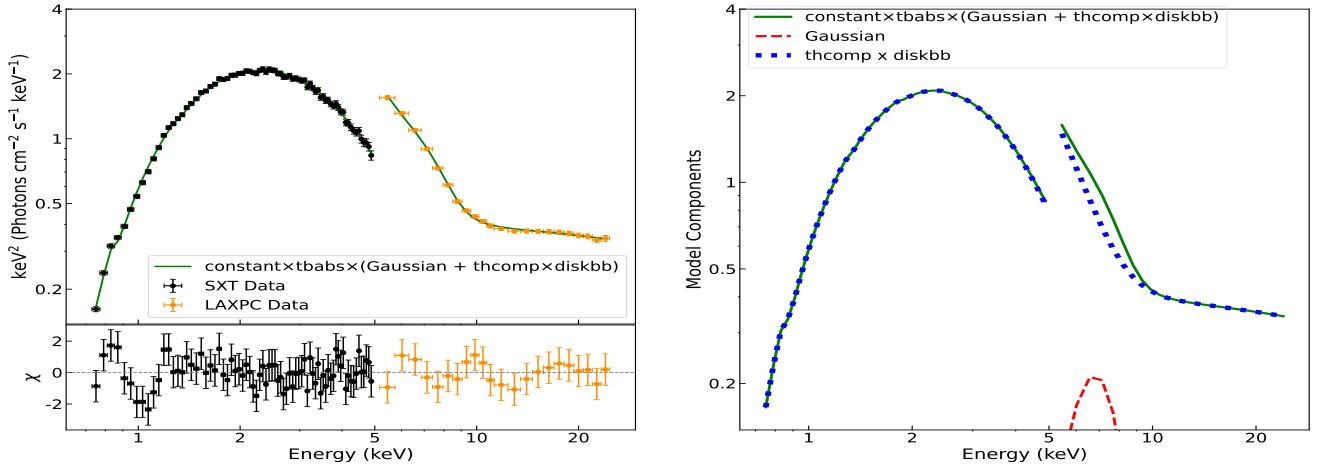 4
2
1
0.5
0.2
keV² (Photons cm⁻² s⁻¹ keV⁻¹)
constant×tbabs×(Gaussian + thcomp×diskbb)
SXT Data
LAXPC Data
2
0
-2
χ
1
2
5
10
20
Energy (keV)
constant×tbabs×(Gaussian + thcomp×diskbb)
Gaussian
thcomp x diskbb
4
2
1
0.5
0.2
Model Components
1
2
5
10
20
Energy (keV)